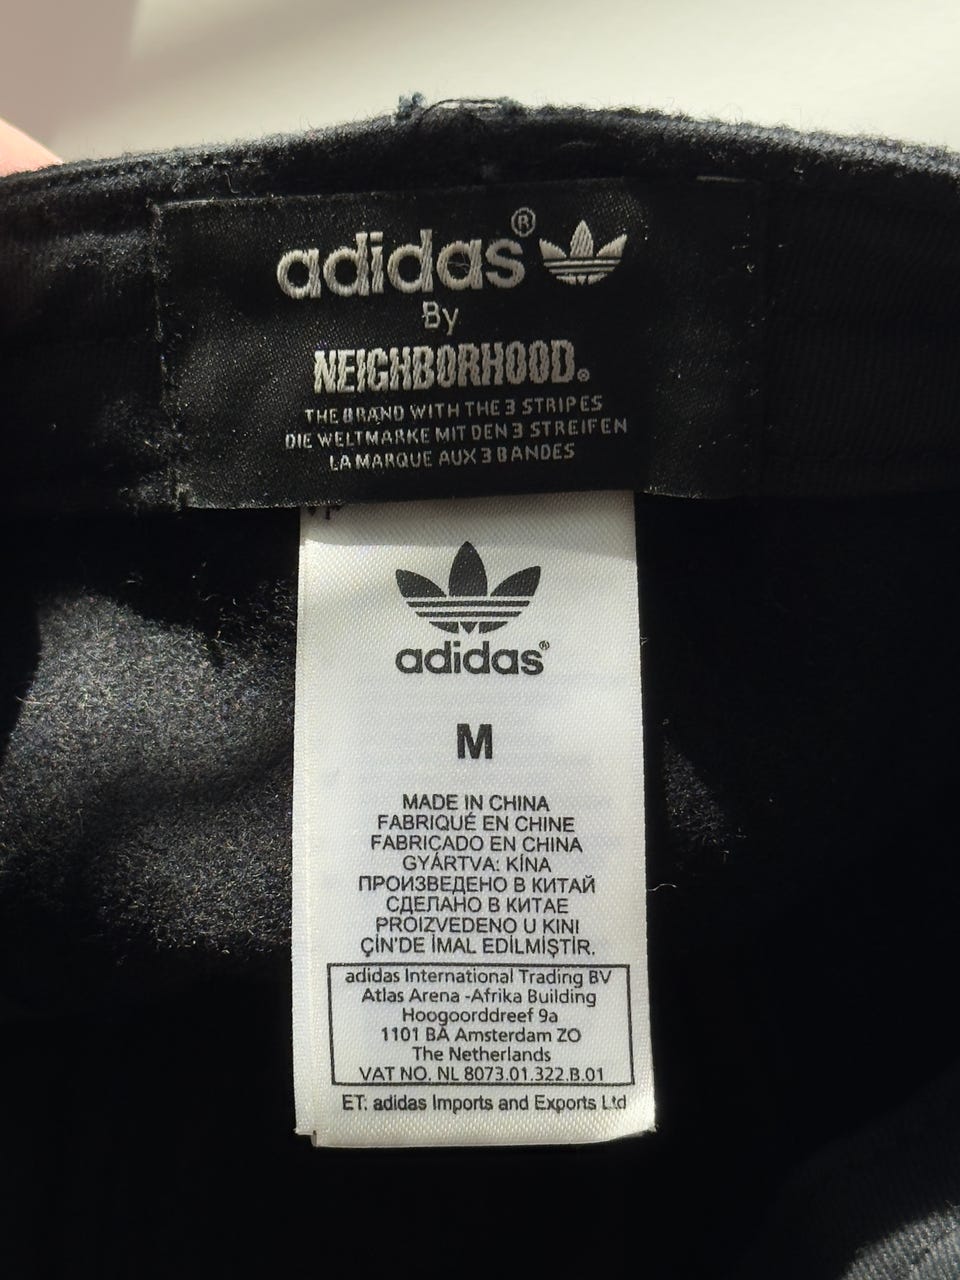 adidas®
By
NEIGHBORHOOD®
THE BRAND WITH THE 3 STRIPES
DIE WELTMARKE MIT DEN 3 STREIFEN
LA MARQUE AUX 3 BANDES
adidas®
M
MADE IN CHINA
FABRIQUÉ EN CHINE
FABRICADO EN CHINA
GYÁRTVA: KÍNA
ПРОИЗВЕДЕНО В КИТАЙ
СДЕЛАНО В КИТАЕ
PROIZVEDENO U KINI
ÇİN'DE İMAL EDİLMİŞTİR.
adidas International Trading BV
Atlas Arena -Afrika Building
Hoogoorddreef 9a
1101 BA Amsterdam ZO
The Netherlands
VAT NO. NL 8073.01.322.B.01
ET: adidas Imports and Exports Ltd